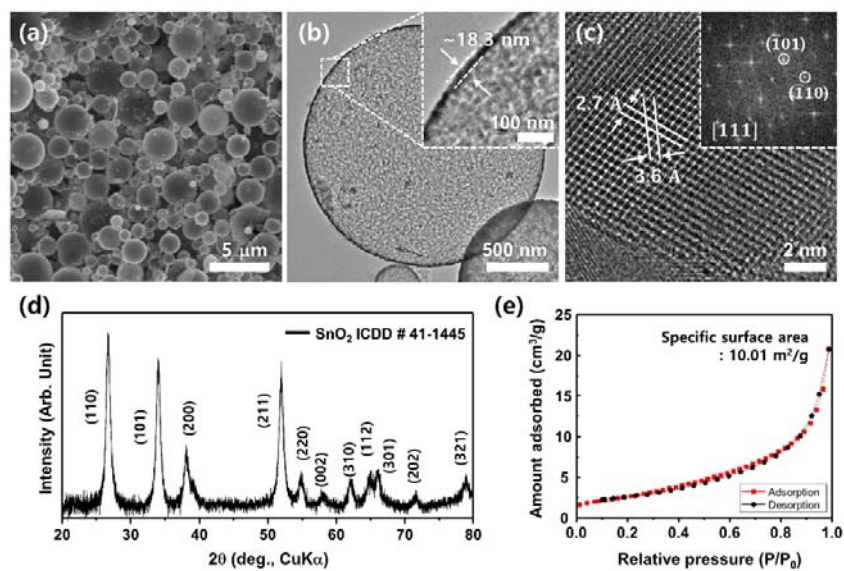 (a)
5 μm
(b)
~18.3 nm
100 nm
500 nm
(c)
(1̄01)
(1̄10)
2.7 Å
[111]
3.6 Å
2 nm
(d)
SnO₂ ICDD # 41-1445
Intensity (Arb. Unit)
(110)
(101)
(200)
(211)
(220)
(002)
(310)
(112)
(301)
(202)
(321)
20 30 40 50 60 70 80
2θ (deg., CuKα)
(e)
Specific surface area
: 10.01 m²/g
Amount adsorbed (cm³/g)
25
20
15
10
5
0
Adsorption
Desorption
0.0 0.2 0.4 0.6 0.8 1.0
Relative pressure (P/P₀)